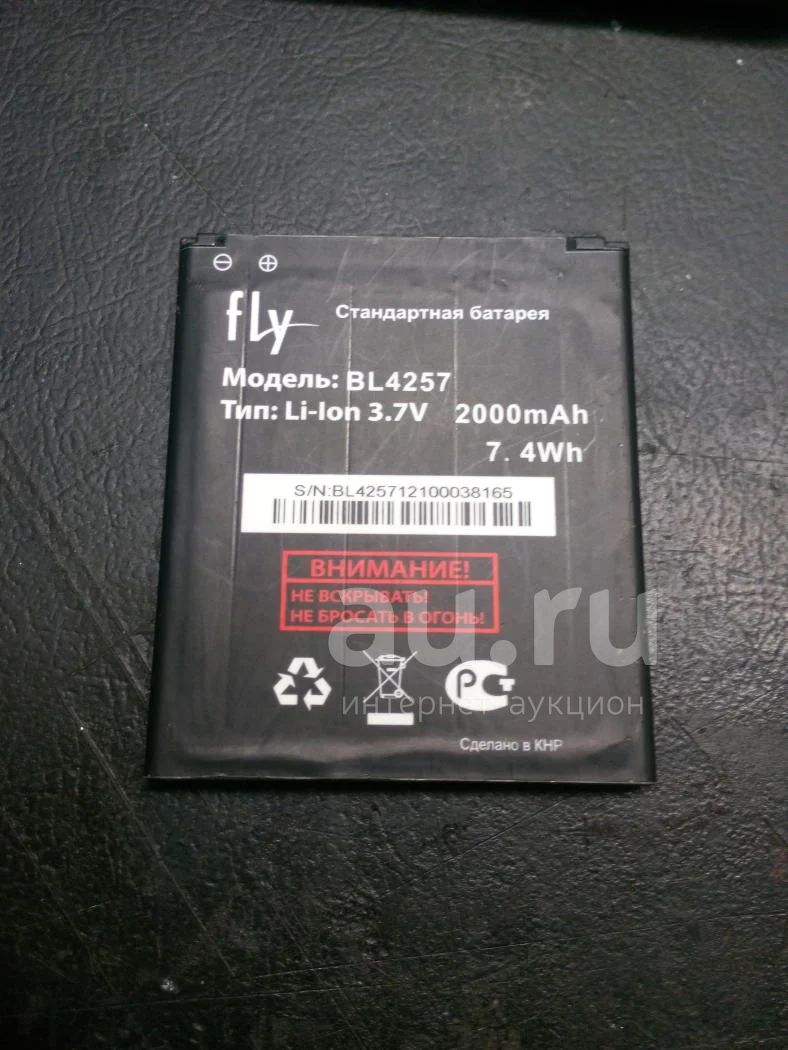 fly Стандартная батарея
Модель: BL4257
Тип: Li-Ion 3.7V 2000mAh
7.4Wh
S/N:BL425712100038165
ВНИМАНИЕ!
НЕ ВСКРЫВАТЬ!
НЕ БРОСАТЬ В ОГОНЬ!
au.ru
интернет аукцион
РСТ
Сделано в КНР